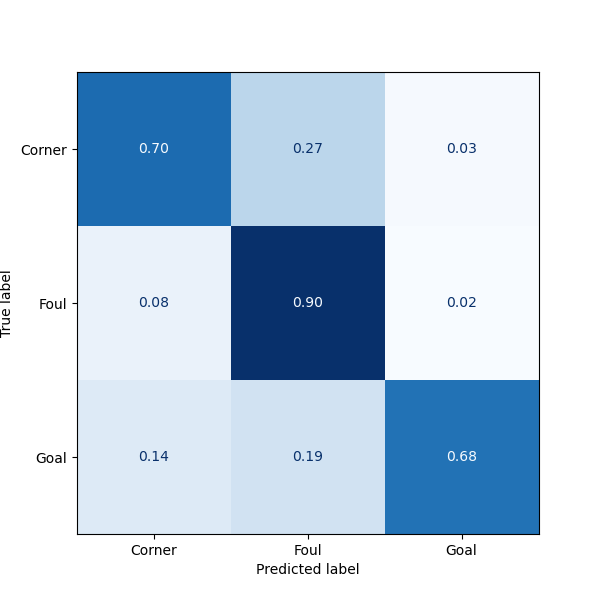 Corner 0.70 0.27 0.03
True label
Foul 0.08 0.90 0.02
Goal 0.14 0.19 0.68
Corner Foul Goal
Predicted label